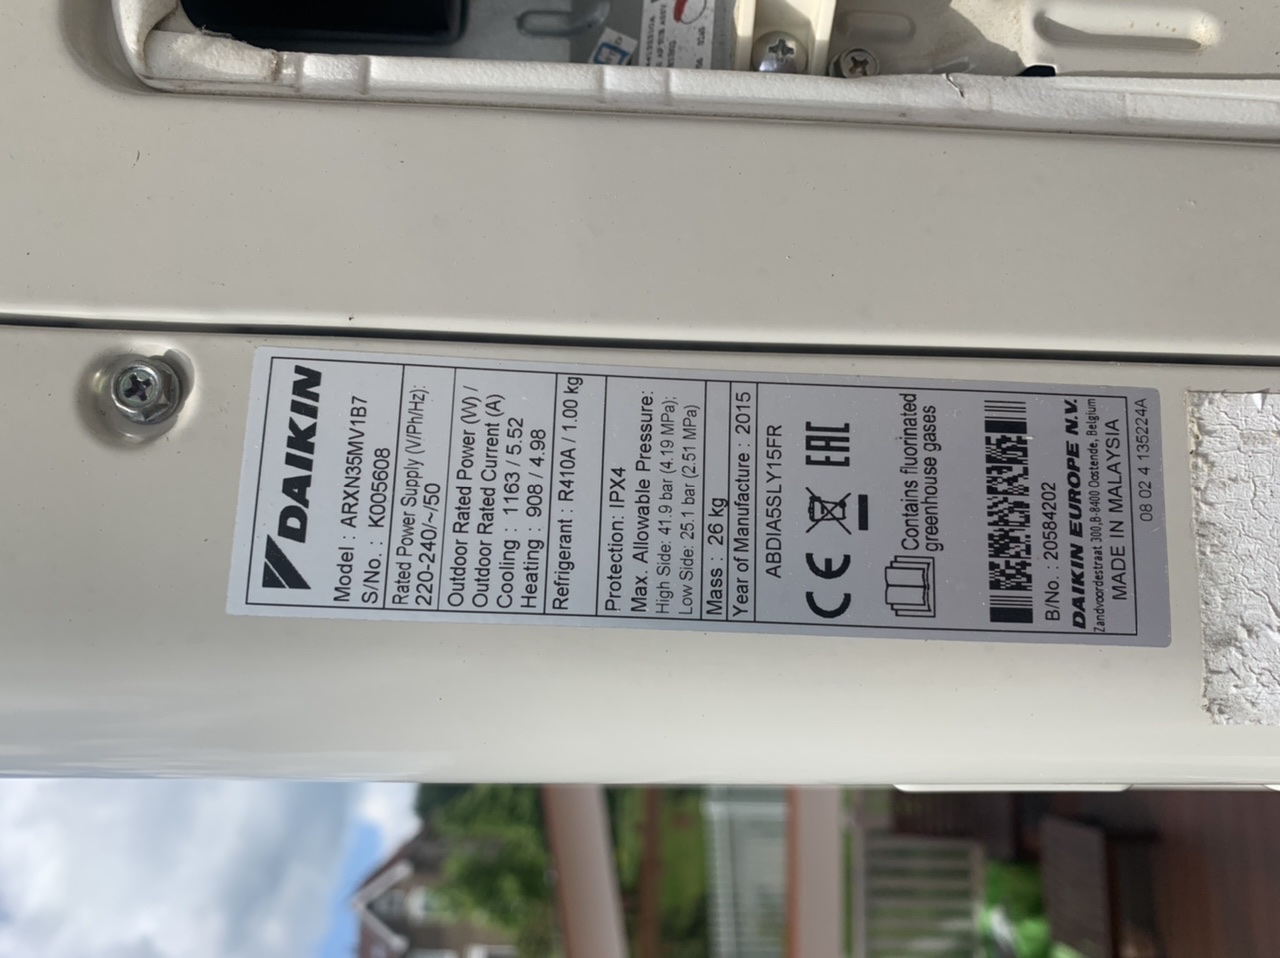 DAIKIN
Model : ARXN35MV1B7
S/No. : K005608
Rated Power Supply (V/Ph/Hz):
220-240/~/50
Outdoor Rated Power (W) /
Outdoor Rated Current (A)
Cooling : 1163 / 5.52
Heating : 908 / 4.98
Refrigerant : R410A / 1.00 kg
Protection: IPX4
Max. Allowable Pressure:
High Side: 41.9 bar (4.19 MPa);
Low Side: 25.1 bar (2.51 MPa)
Mass : 26 kg
Year of Manufacture : 2015
ABDIA5SLY15FR
CE EAC
Contains fluorinated
greenhouse gases
B/No. : 20584202
DAIKIN EUROPE N.V.
Zandvoordestraat 300,B-8400 Oostende, Belgium
MADE IN MALAYSIA
08 02 4 135224A